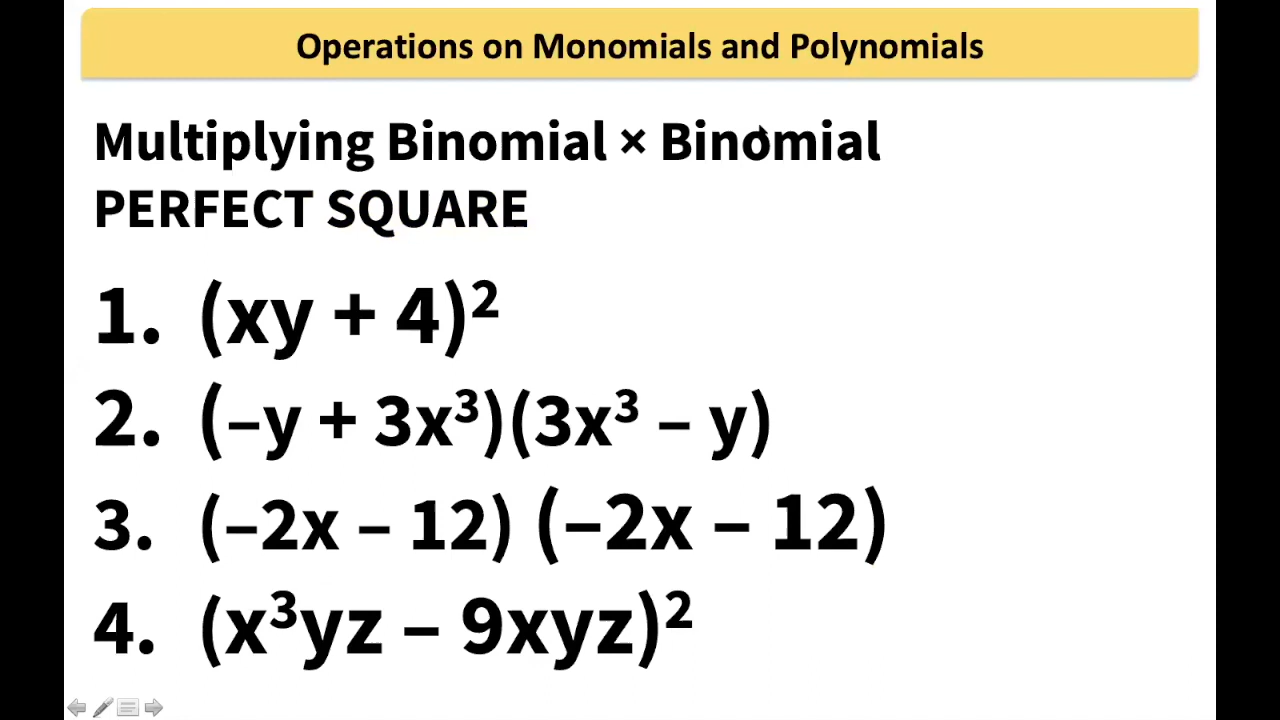 Operations on Monomials and Polynomials
Multiplying Binomial × Binomial
PERFECT SQUARE
1. (xy + 4)²
2. (–y + 3x³)(3x³ – y)
3. (–2x – 12) (–2x – 12)
4. (x³yz – 9xyz)²